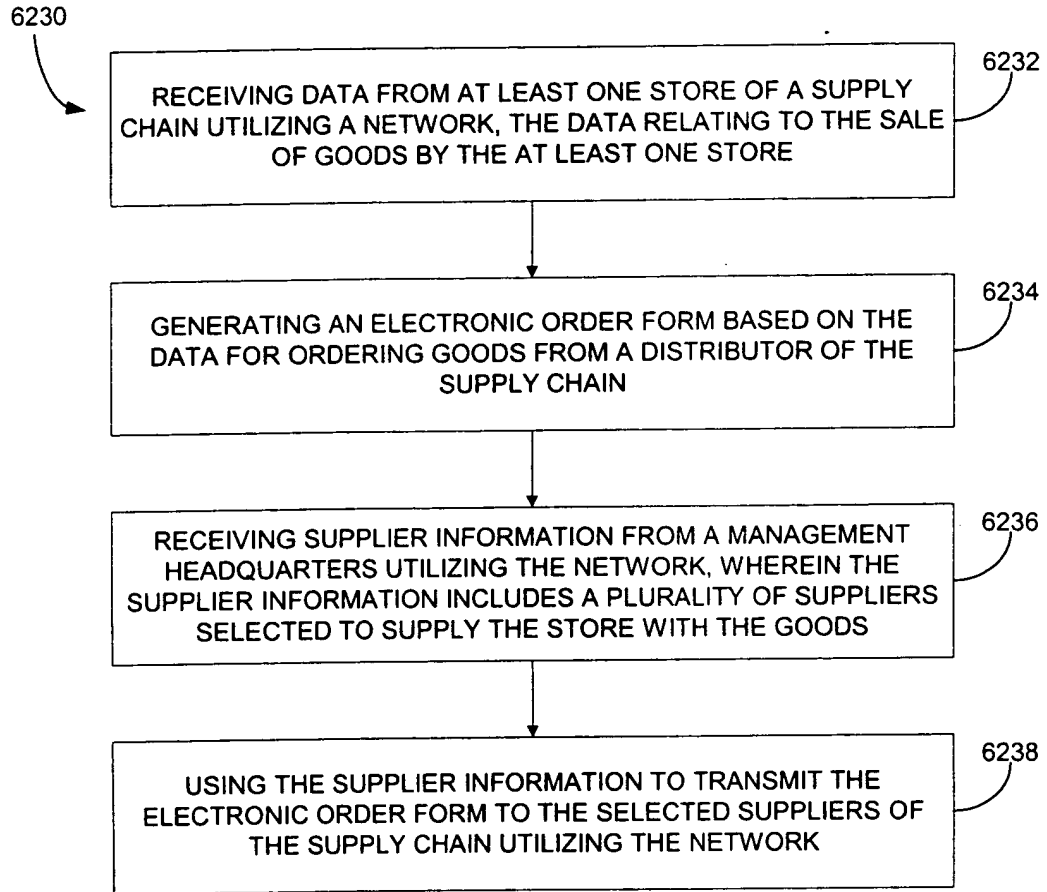 6230
6232
RECEIVING DATA FROM AT LEAST ONE STORE OF A SUPPLY
CHAIN UTILIZING A NETWORK, THE DATA RELATING TO THE SALE
OF GOODS BY THE AT LEAST ONE STORE
6234
GENERATING AN ELECTRONIC ORDER FORM BASED ON THE
DATA FOR ORDERING GOODS FROM A DISTRIBUTOR OF THE
SUPPLY CHAIN
6236
RECEIVING SUPPLIER INFORMATION FROM A MANAGEMENT
HEADQUARTERS UTILIZING THE NETWORK, WHEREIN THE
SUPPLIER INFORMATION INCLUDES A PLURALITY OF SUPPLIERS
SELECTED TO SUPPLY THE STORE WITH THE GOODS
6238
USING THE SUPPLIER INFORMATION TO TRANSMIT THE
ELECTRONIC ORDER FORM TO THE SELECTED SUPPLIERS OF
THE SUPPLY CHAIN UTILIZING THE NETWORK